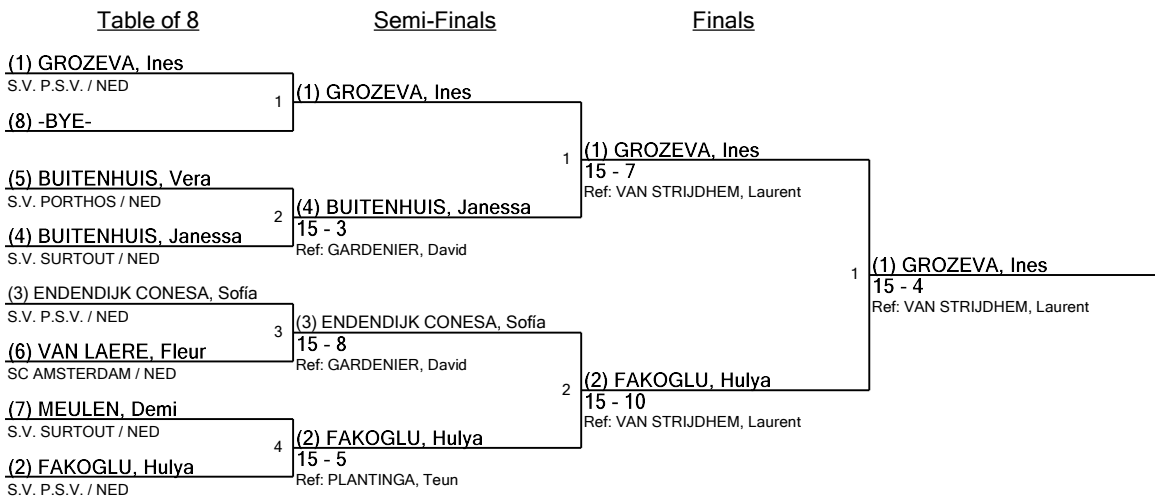 Table of 8
Semi-Finals
Finals
(1) GROZEVA, Ines
S.V. P.S.V. / NED
1
(8) -BYE-
(1) GROZEVA, Ines
(5) BUITENHUIS, Vera
S.V. PORTHOS / NED
2
(4) BUITENHUIS, Janessa
S.V. SURTOUT / NED
(4) BUITENHUIS, Janessa
15 - 3
Ref: GARDENIER, David
1
(1) GROZEVA, Ines
15 - 7
Ref: VAN STRIJDHEM, Laurent
(3) ENDENDIJK CONESA, Sofía
S.V. P.S.V. / NED
3
(6) VAN LAERE, Fleur
SC AMSTERDAM / NED
(3) ENDENDIJK CONESA, Sofía
15 - 8
Ref: GARDENIER, David
(7) MEULEN, Demi
S.V. SURTOUT / NED
4
(2) FAKOGLU, Hulya
S.V. P.S.V. / NED
(2) FAKOGLU, Hulya
15 - 5
Ref: PLANTINGA, Teun
2
(2) FAKOGLU, Hulya
15 - 10
Ref: VAN STRIJDHEM, Laurent
1
(1) GROZEVA, Ines
15 - 4
Ref: VAN STRIJDHEM, Laurent